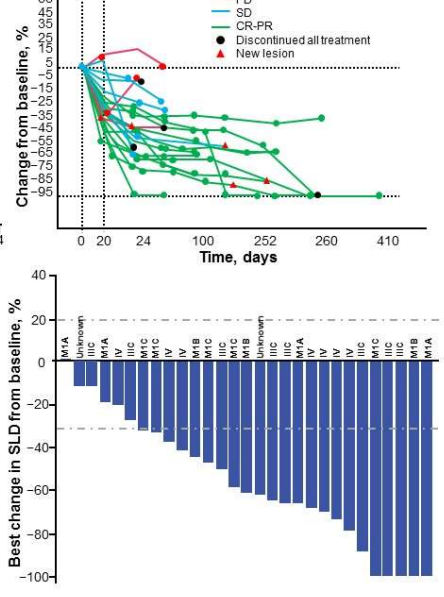 45
35
25
15
5
−5
−15
−25
−35
−45
−55
−65
−75
−85
−95
Change from baseline, %
SD
CR-PR
Discontinued all treatment
New lesion
0 20 24 100 252 260 410
Time, days
40
20
0
−20
−40
−60
−80
−100
Best change in SLD from baseline, %
M1A Unknown IIIC M1A IV IIIC M1C M1C IV IV M1B M1C IIIC M1C M1B Unknown IIIC IIIC M1A IV IV IV IV IIIC M1C IIIC IIIC M1B M1A